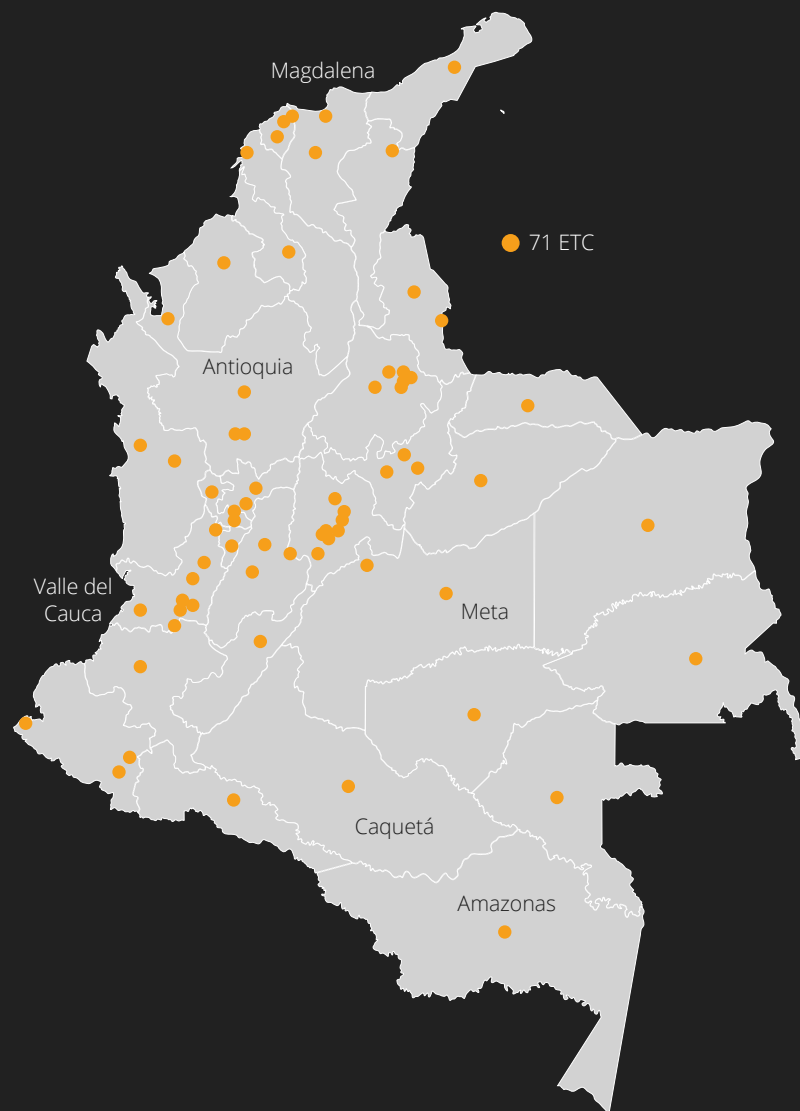 Magdalena
71 ETC
Antioquia
Valle del
Cauca
Meta
Caquetá
Amazonas